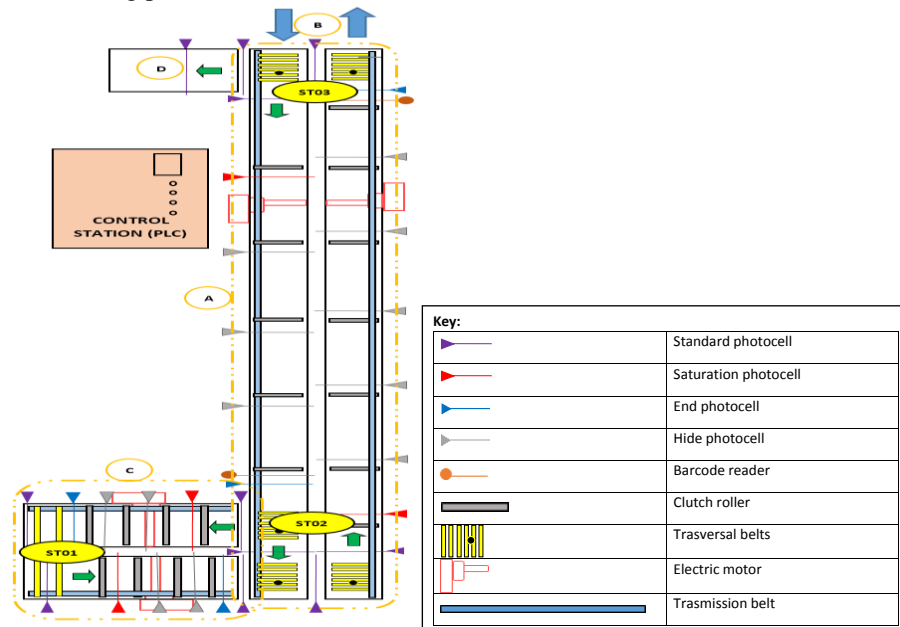 B
D
ST03
CONTROL
STATION (PLC)
A
Key:
Standard photocell
Saturation photocell
End photocell
Hide photocell
Barcode reader
C
Clutch roller
ST02
Trasversal belts
ST01
Electric motor
Trasmission belt